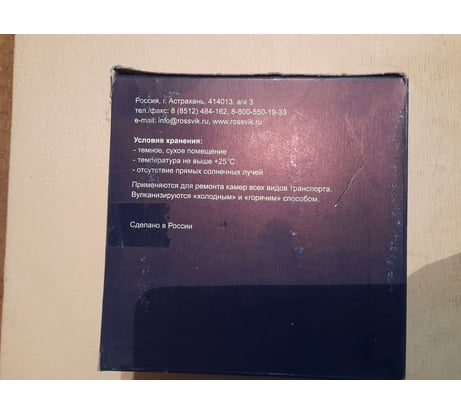 Россия, г. Астрахань, 414013, а/я 3
тел./факс: 8 (8512) 484-162, 8-800-550-19-33
e-mail: info@rossvik.ru, www.rossvik.ru
Условия хранения:
- темное, сухое помещение
- температура не выше +25˚С
- отсутствие прямых солнечных лучей
Применяются для ремонта камер всех видов транспорта.
Вулканизируются «холодным» и «горячим» способом.
Сделано в России